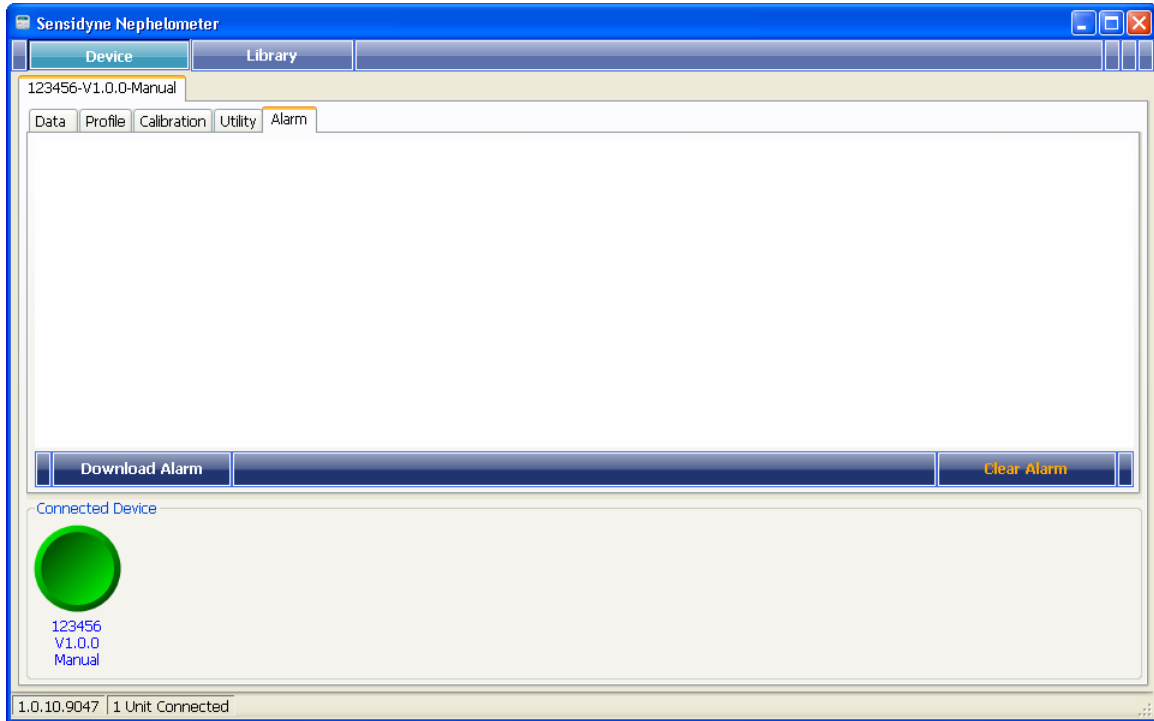 Sensidyne Nephelometer
Device Library
123456-V1.0.0-Manual
Data Profile Calibration Utility Alarm
Download Alarm Clear Alarm
Connected Device
123456
V1.0.0
Manual
1.0.10.9047 1 Unit Connected